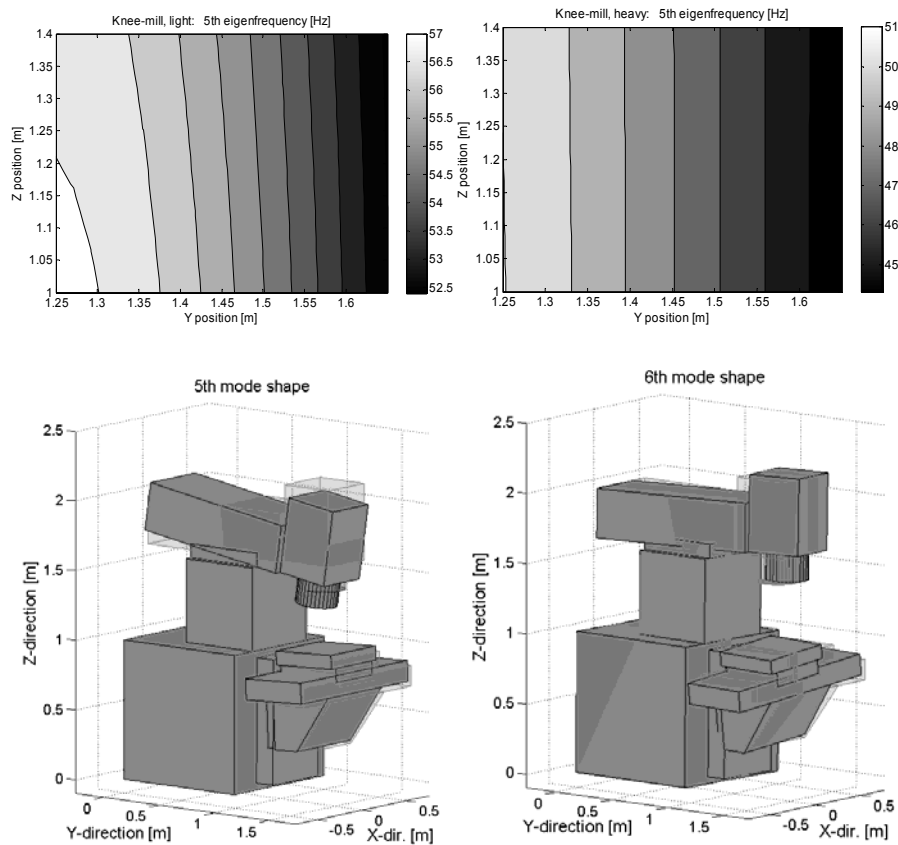 Knee-mill, light: 5th eigenfrequency [Hz]
1.4
1.35
1.3
1.25
1.2
1.15
1.1
1.05
1
Z position [m]
1.25 1.3 1.35 1.4 1.45 1.5 1.55 1.6
Y position [m]
57
56.5
56
55.5
55
54.5
54
53.5
53
52.5
Knee-mill, heavy: 5th eigenfrequency [Hz]
1.4
1.35
1.3
1.25
1.2
1.15
1.1
1.05
1
Z position [m]
1.25 1.3 1.35 1.4 1.45 1.5 1.55 1.6
Y position [m]
51
50
49
48
47
46
45
5th mode shape
2.5
2
1.5
1
0.5
0
Z-direction [m]
0 0.5 1 1.5
Y-direction [m]
-0.5 0 0.5
X-dir. [m]
6th mode shape
2.5
2
1.5
1
0.5
0
Z-direction [m]
0 0.5 1 1.5
Y-direction [m]
-0.5 0 0.5
X-dir. [m]